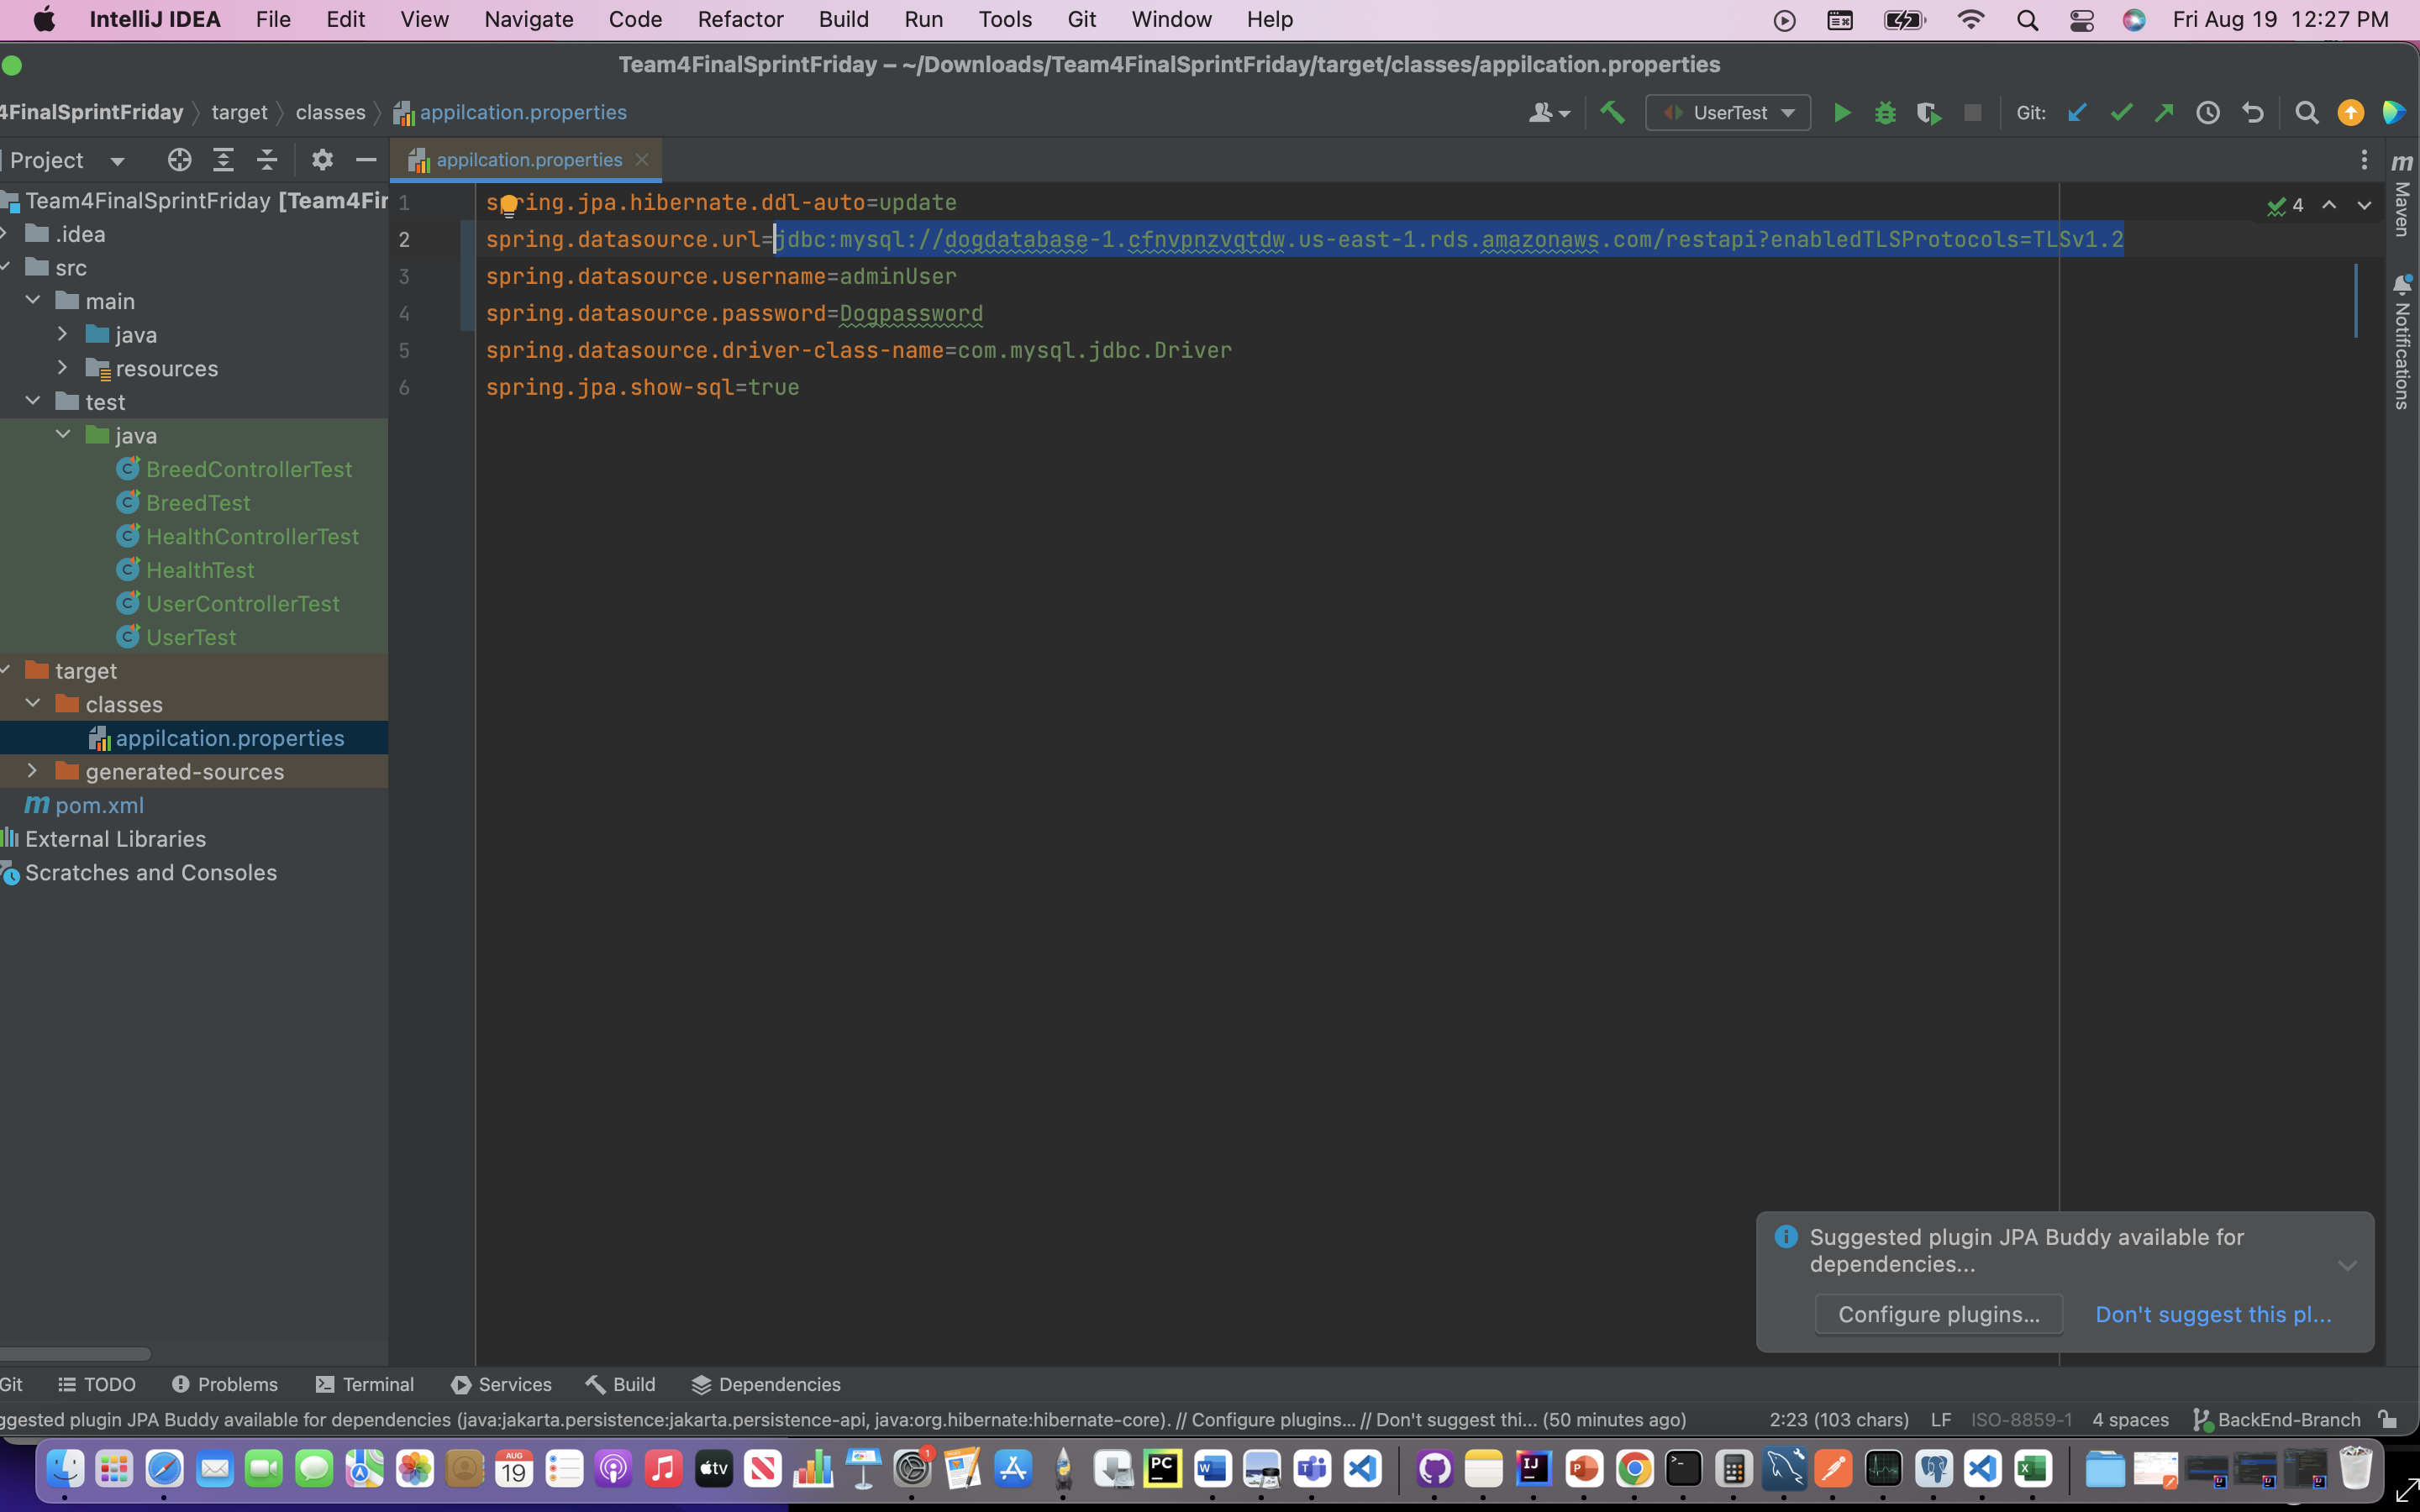 IntelliJ IDEA File Edit View Navigate Code Refactor Build Run Tools Git Window Help Fri Aug 19 12:27 PM
Team4FinalSprintFriday – ~/Downloads/Team4FinalSprintFriday/target/classes/appilcation.properties
4FinalSprintFriday target classes appilcation.properties UserTest Git:
Project appilcation.properties
Team4FinalSprintFriday [Team4Fir
.idea
src
main
java
resources
test
java
BreedControllerTest
BreedTest
HealthControllerTest
HealthTest
UserControllerTest
UserTest
target
classes
appilcation.properties
generated-sources
pom.xml
External Libraries
Scratches and Consoles
1 spring.jpa.hibernate.ddl-auto=update
2 spring.datasource.url=jdbc:mysql://dogdatabase-1.cfnvpnzvqtdw.us-east-1.rds.amazonaws.com/restapi?enabledTLSProtocols=TLSv1.2
3 spring.datasource.username=adminUser
4 spring.datasource.password=Dogpassword
5 spring.datasource.driver-class-name=com.mysql.jdbc.Driver
6 spring.jpa.show-sql=true
4
m
Maven
Notifications
Suggested plugin JPA Buddy available for
dependencies...
Configure plugins... Don't suggest this pl...
Git TODO Problems Terminal Services Build Dependencies
ggested plugin JPA Buddy available for dependencies (java:jakarta.persistence:jakarta.persistence-api, java:org.hibernate:hibernate-core). // Configure plugins... // Don't suggest thi... (50 minutes ago) 2:23 (103 chars) LF ISO-8859-1 4 spaces BackEnd-Branch
AUG
19
tv
1
PC
W
T
IJ
P
X